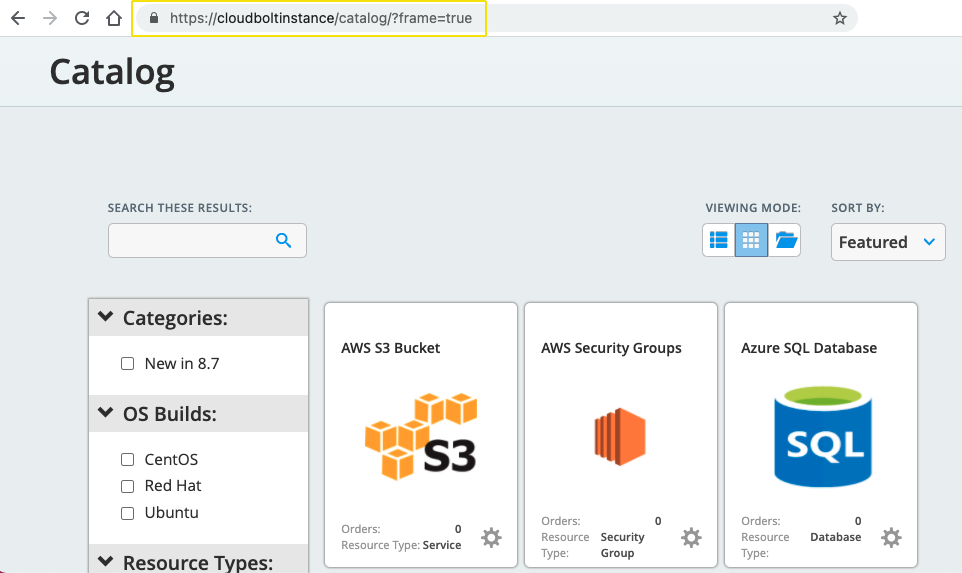 https://cloudboltinstance/catalog/?frame=true
Catalog
SEARCH THESE RESULTS:
VIEWING MODE:
SORT BY:
Featured
Categories:
New in 8.7
OS Builds:
CentOS
Red Hat
Ubuntu
Resource Types:
AWS S3 Bucket
S3
Orders: 0
Resource Type: Service
AWS Security Groups
Orders: 0
Resource Security
Type: Group
Azure SQL Database
SQL
Orders: 0
Resource Database
Type: